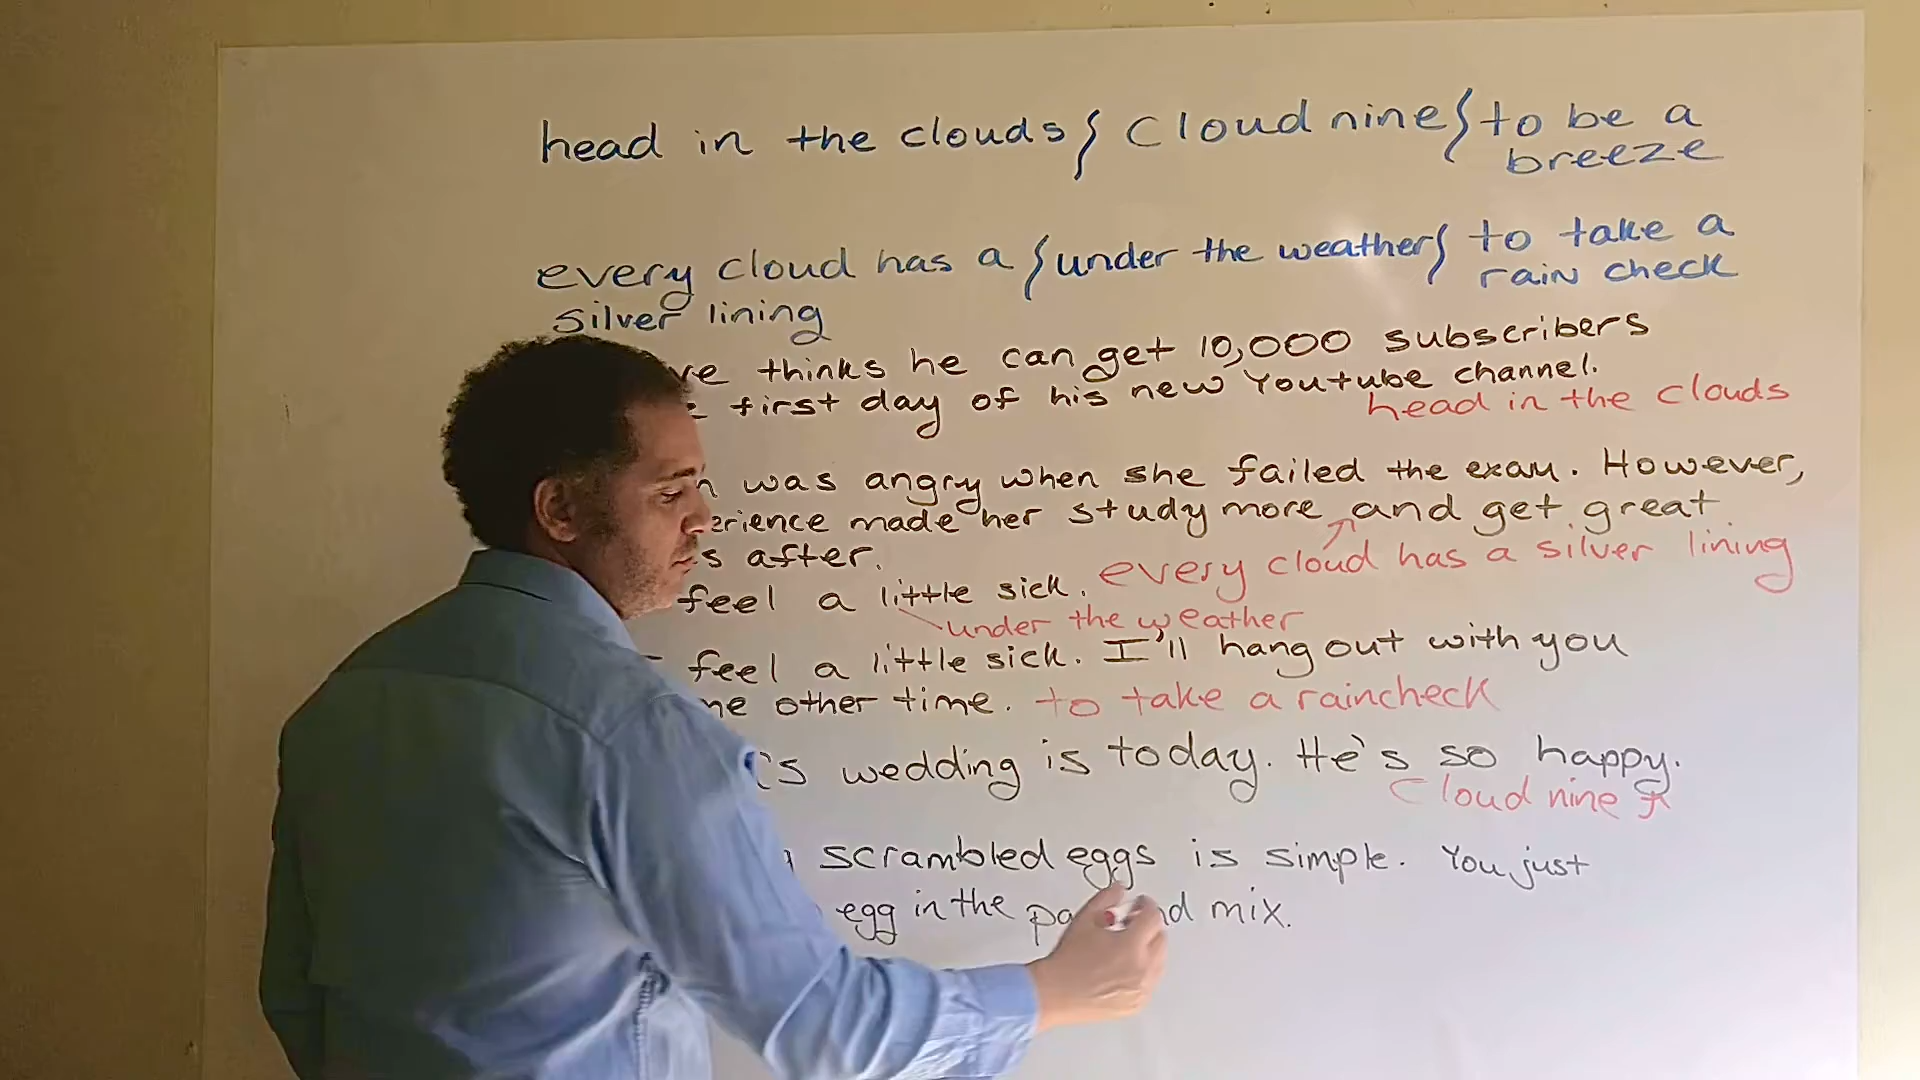 head in the clouds { Cloud nine { to be a
breeze
every cloud has a { under the weather { to take a
rain check
silver lining
thinks he can get 10,000 subscribers
first day of his new Youtube channel.
head in the clouds
was angry when she failed the exam. However,
made her study more and get great
after.
every cloud has a silver lining
feel a little sick.
under the weather
feel a little sick. I'll hang out with you
other time. to take a raincheck
's wedding is today. He's so happy.
Cloud nine
scrambled eggs is simple. You just
egg in the mix.